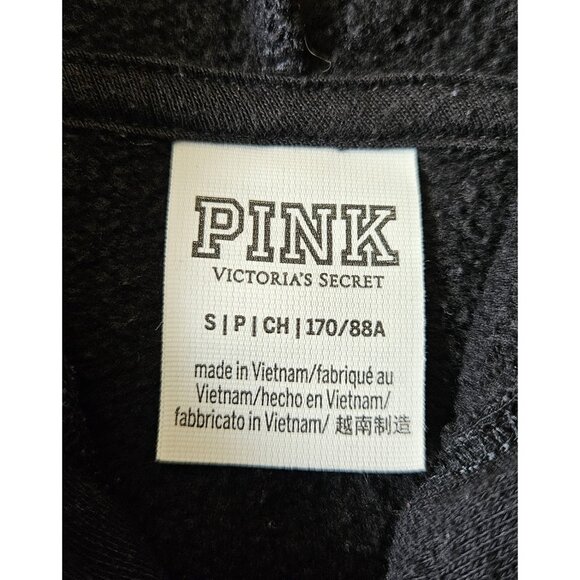 PINK
VICTORIA'S SECRET
S | P | CH | 170/88A
made in Vietnam/fabriqué au
Vietnam/hecho en Vietnam/
fabbricato in Vietnam/ 越南制造